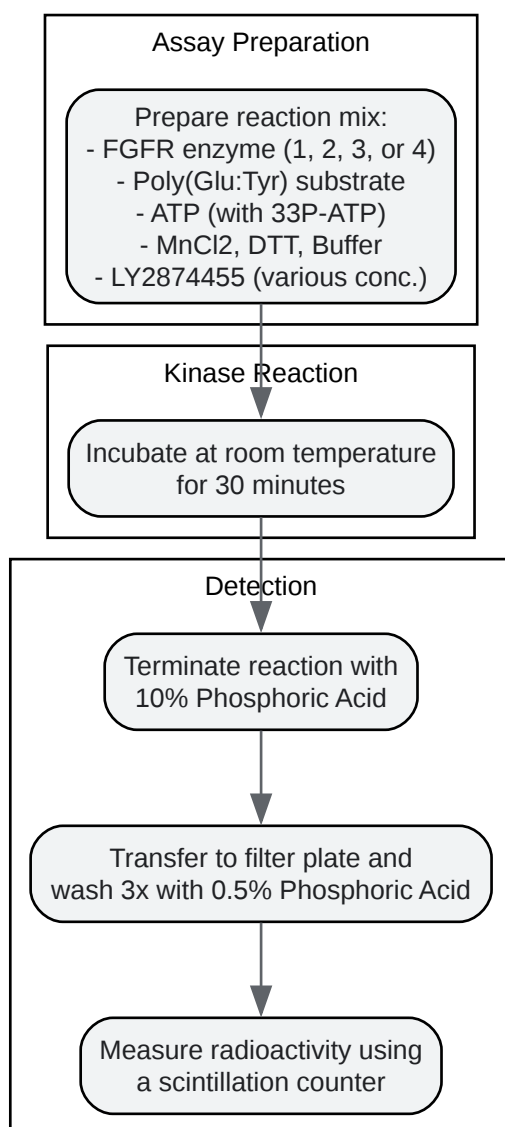 Assay Preparation
Prepare reaction mix:
- FGFR enzyme (1, 2, 3, or 4)
- Poly(Glu:Tyr) substrate
- ATP (with 33P-ATP)
- MnCl2, DTT, Buffer
- LY2874455 (various conc.)
Kinase Reaction
Incubate at room temperature
for 30 minutes
Detection
Terminate reaction with
10% Phosphoric Acid
Transfer to filter plate and
wash 3x with 0.5% Phosphoric Acid
Measure radioactivity using
a scintillation counter